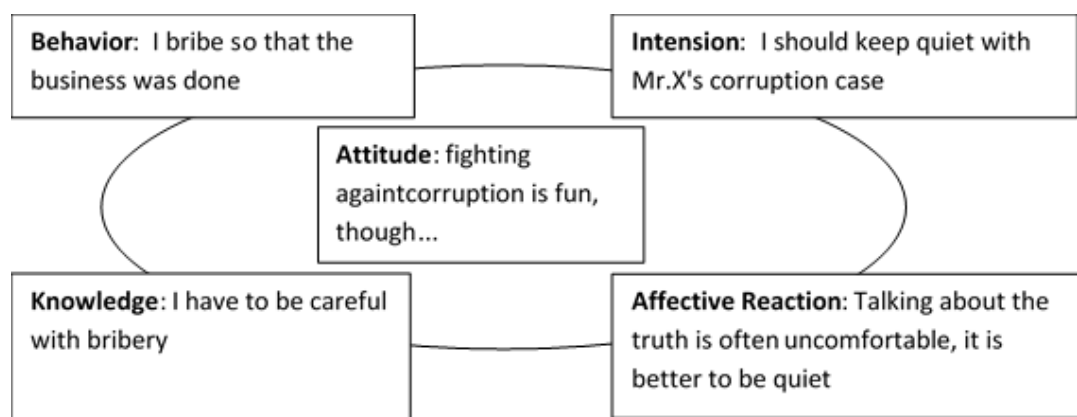 Behavior: I bribe so that the
business was done
Intension: I should keep quiet with
Mr.X's corruption case
Attitude: fighting
againtcorruption is fun,
though...
Knowledge: I have to be careful
with bribery
Affective Reaction: Talking about the
truth is often uncomfortable, it is
better to be quiet